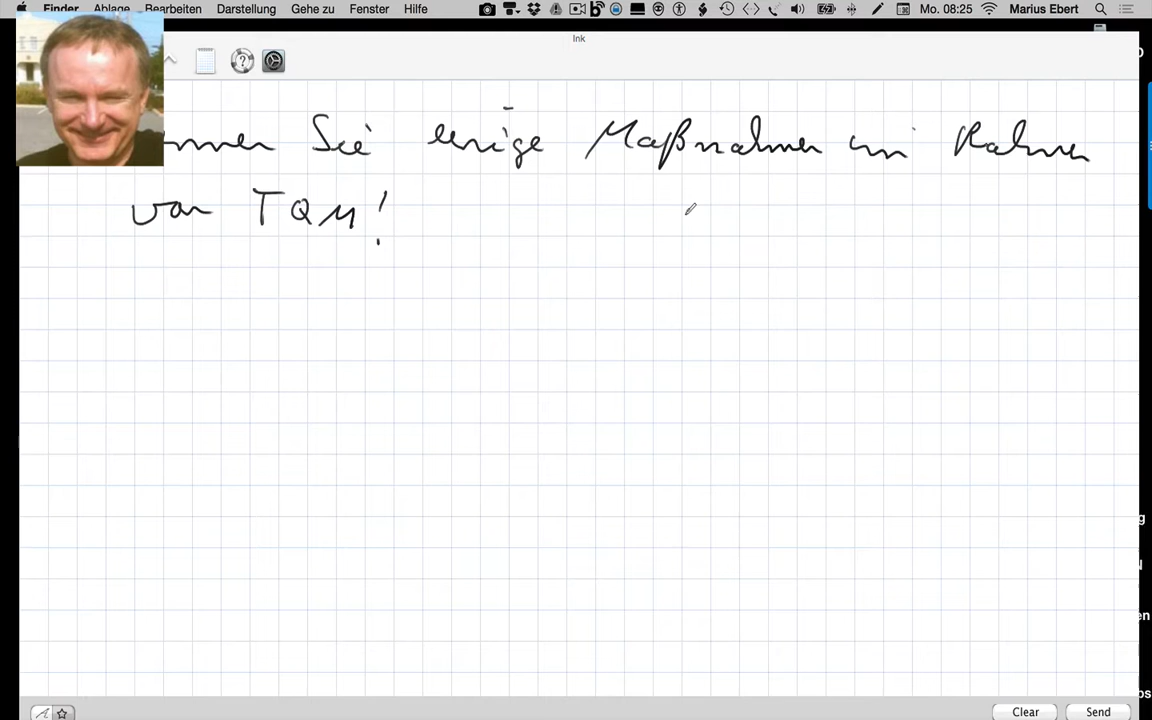 Finder Ablage Bearbeiten Darstellung Gehe zu Fenster Hilfe Mo. 08:25 Marius Ebert
Ink
nnen Sie einige Maßnahmen im Rahmen
von TQM!
Clear Send